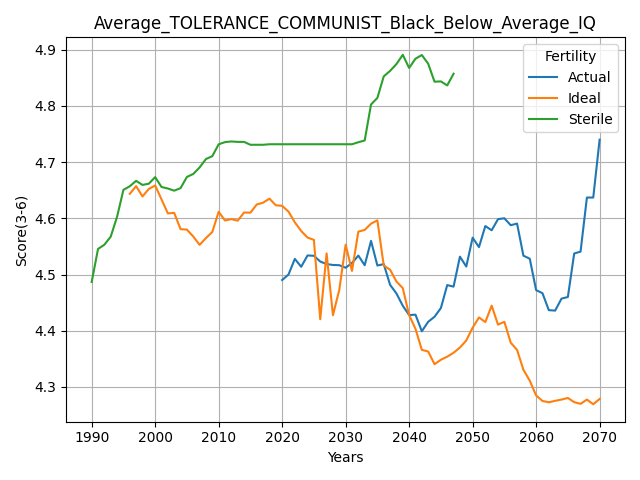 Average_TOLERANCE_COMMUNIST_Black_Below_Average_IQ
Score(3-6)
4.9
4.8
4.7
4.6
4.5
4.4
4.3
Fertility
Actual
Ideal
Sterile
1990 2000 2010 2020 2030 2040 2050 2060 2070
Years